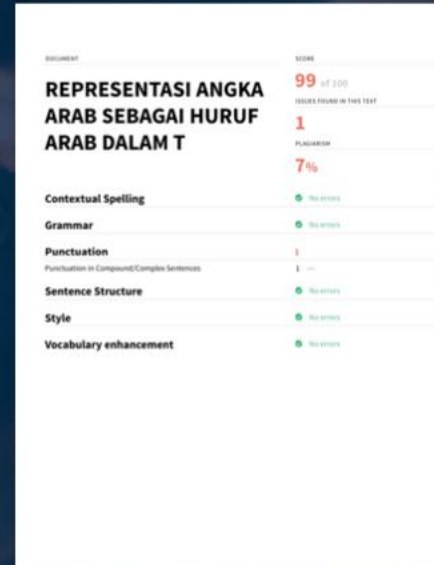 DOCUMENT
REPRESENTASI ANGKA
ARAB SEBAGAI HURUF
ARAB DALAM T
SCORE
99 of 100
ISSUES FOUND IN THIS TEXT
1
PLAGIARISM
7%
Contextual Spelling No errors
Grammar No errors
Punctuation 1
Punctuation in Compound/Complex Sentences 1
Sentence Structure No errors
Style No errors
Vocabulary enhancement No errors